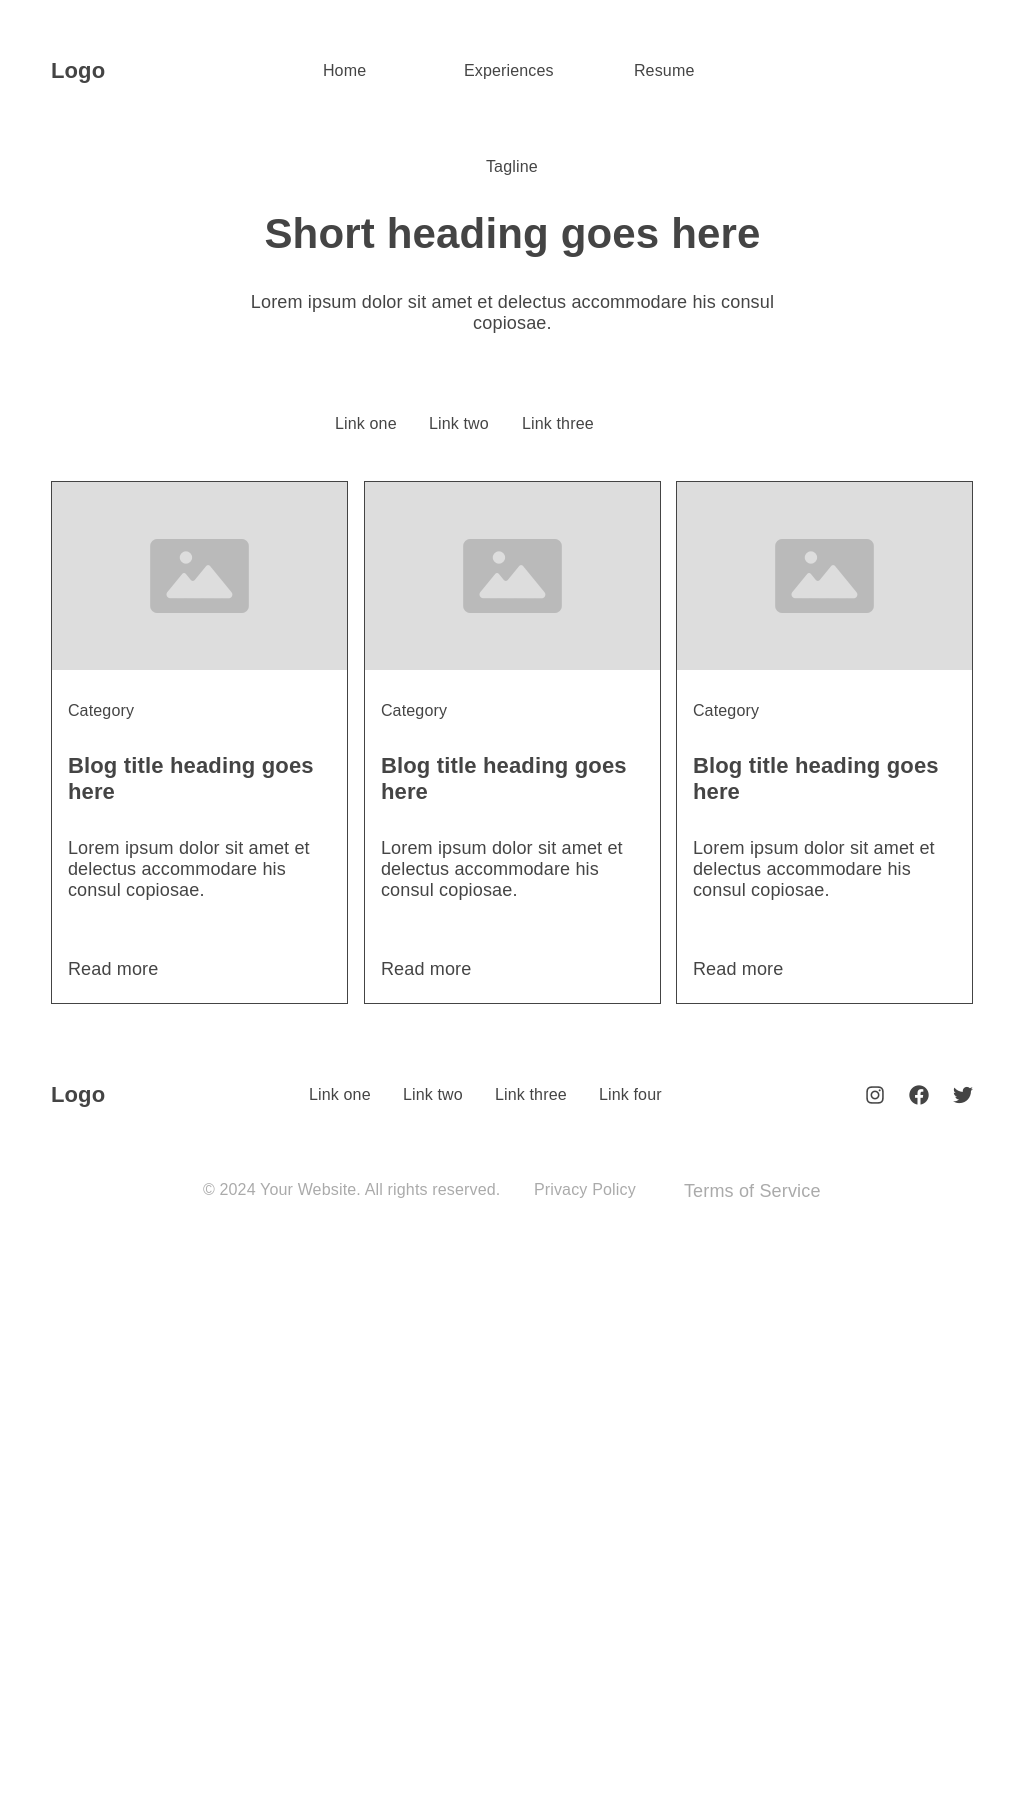 Logo Home Experiences Resume
Tagline
Short heading goes here
Lorem ipsum dolor sit amet et delectus accommodare his consul
copiosae.
Link one Link two Link three
Category
Blog title heading goes
here
Lorem ipsum dolor sit amet et
delectus accommodare his
consul copiosae.
Read more
Category
Blog title heading goes
here
Lorem ipsum dolor sit amet et
delectus accommodare his
consul copiosae.
Read more
Category
Blog title heading goes
here
Lorem ipsum dolor sit amet et
delectus accommodare his
consul copiosae.
Read more
Logo Link one Link two Link three Link four
© 2024 Your Website. All rights reserved. Privacy Policy Terms of Service